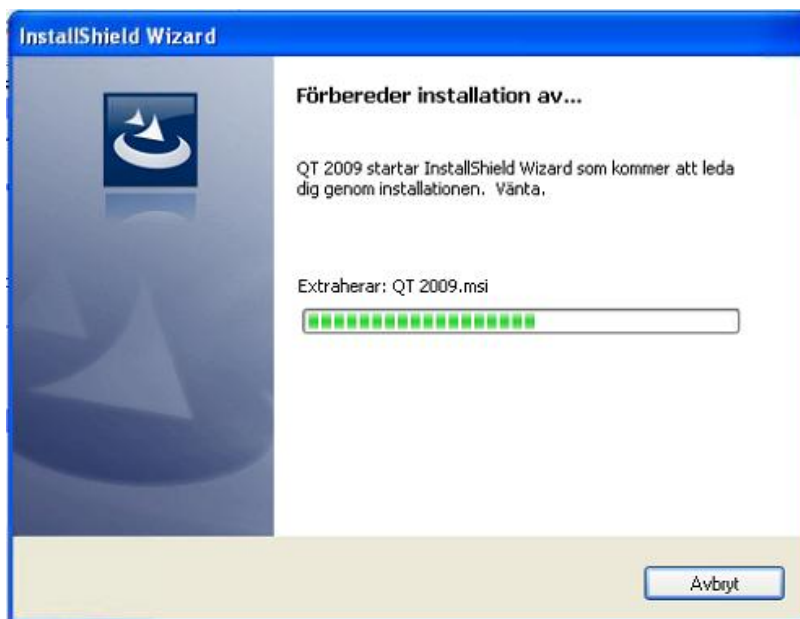 InstallShield Wizard
Förbereder installation av...
QT 2009 startar InstallShield Wizard som kommer att leda
dig genom installationen. Vänta.
Extraherar: QT 2009.msi
Avbryt